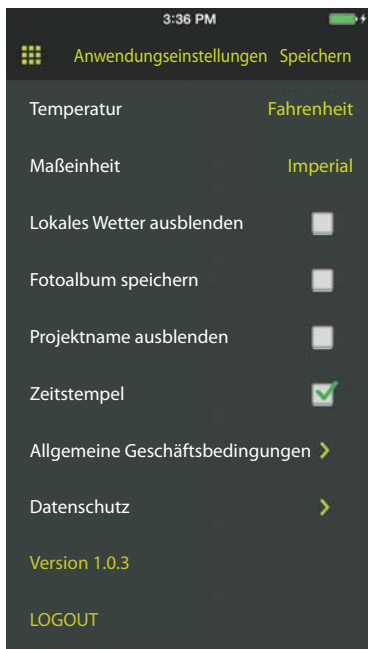 3:36 PM
Anwendungseinstellungen Speichern
Temperatur Fahrenheit
Maßeinheit Imperial
Lokales Wetter ausblenden
Fotoalbum speichern
Projektname ausblenden
Zeitstempel
Allgemeine Geschäftsbedingungen
Datenschutz
Version 1.0.3
LOGOUT